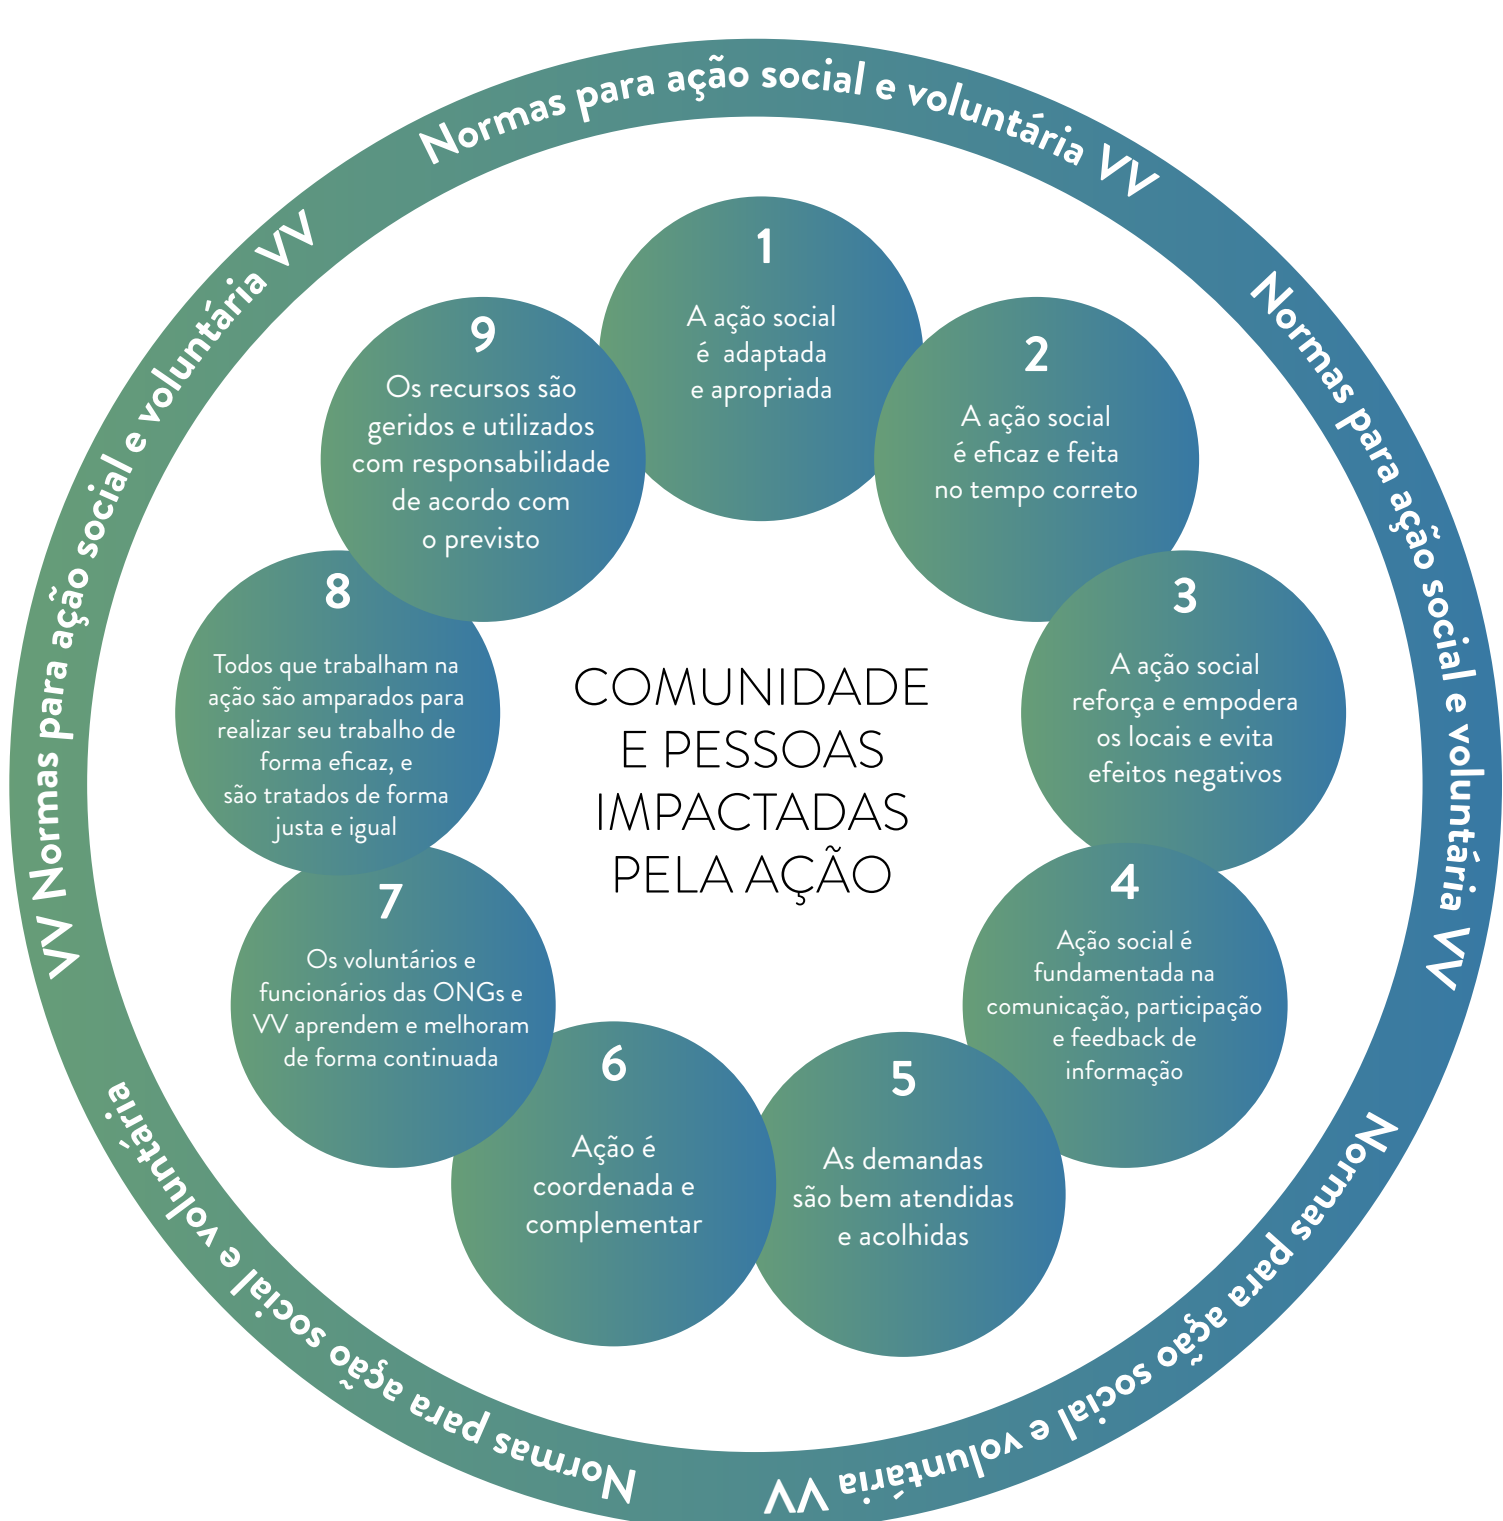 Normas para ação social e voluntária VV
Normas para ação social e voluntária VV
Normas para ação social e voluntária VV
Normas para ação social e voluntária
VV Normas para ação social e voluntária VV
1
A ação social
é adaptada
e apropriada
2
A ação social
é eficaz e feita
no tempo correto
3
A ação social
reforça e empodera
os locais e evita
efeitos negativos
4
Ação social é
fundamentada na
comunicação, participação
e feedback de
informação
5
As demandas
são bem atendidas
e acolhidas
6
Ação é
coordenada e
complementar
7
Os voluntários e
funcionários das ONGs e
VV aprendem e melhoram
de forma continuada
8
Todos que trabalham na
ação são amparados para
realizar seu trabalho de
forma eficaz, e
são tratados de forma
justa e igual
9
Os recursos são
geridos e utilizados
com responsabilidade
de acordo com
o previsto
COMUNIDADE
E PESSOAS
IMPACTADAS
PELA AÇÃO